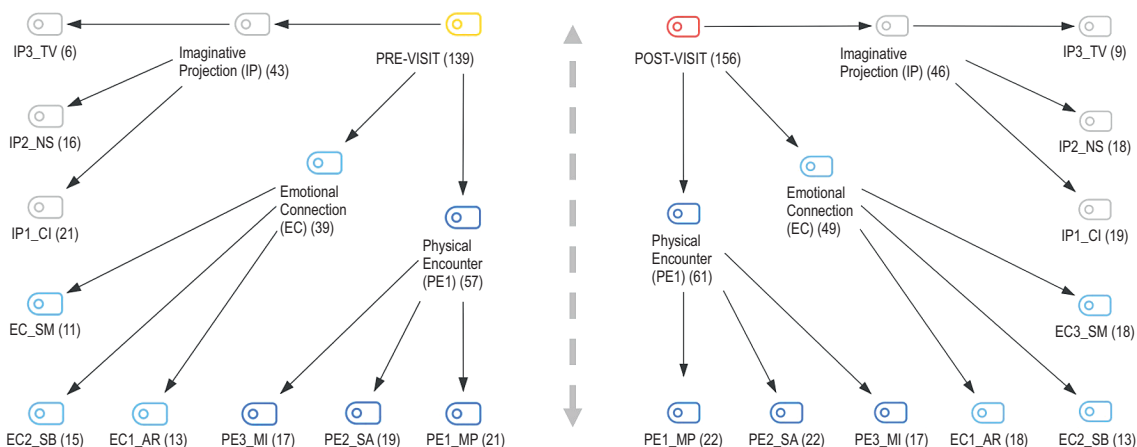 IP3_TV (6)
Imaginative
Projection (IP) (43)
PRE-VISIT (139)
IP2_NS (16)
IP1_CI (21)
Emotional
Connection
(EC) (39)
Physical
Encounter
(PE1) (57)
EC_SM (11)
EC2_SB (15)
EC1_AR (13)
PE3_MI (17)
PE2_SA (19)
PE1_MP (21)
POST-VISIT (156)
Imaginative
Projection (IP) (46)
IP3_TV (9)
IP2_NS (18)
IP1_CI (19)
Emotional
Connection
(EC) (49)
Physical
Encounter
(PE1) (61)
EC3_SM (18)
PE1_MP (22)
PE2_SA (22)
PE3_MI (17)
EC1_AR (18)
EC2_SB (13)